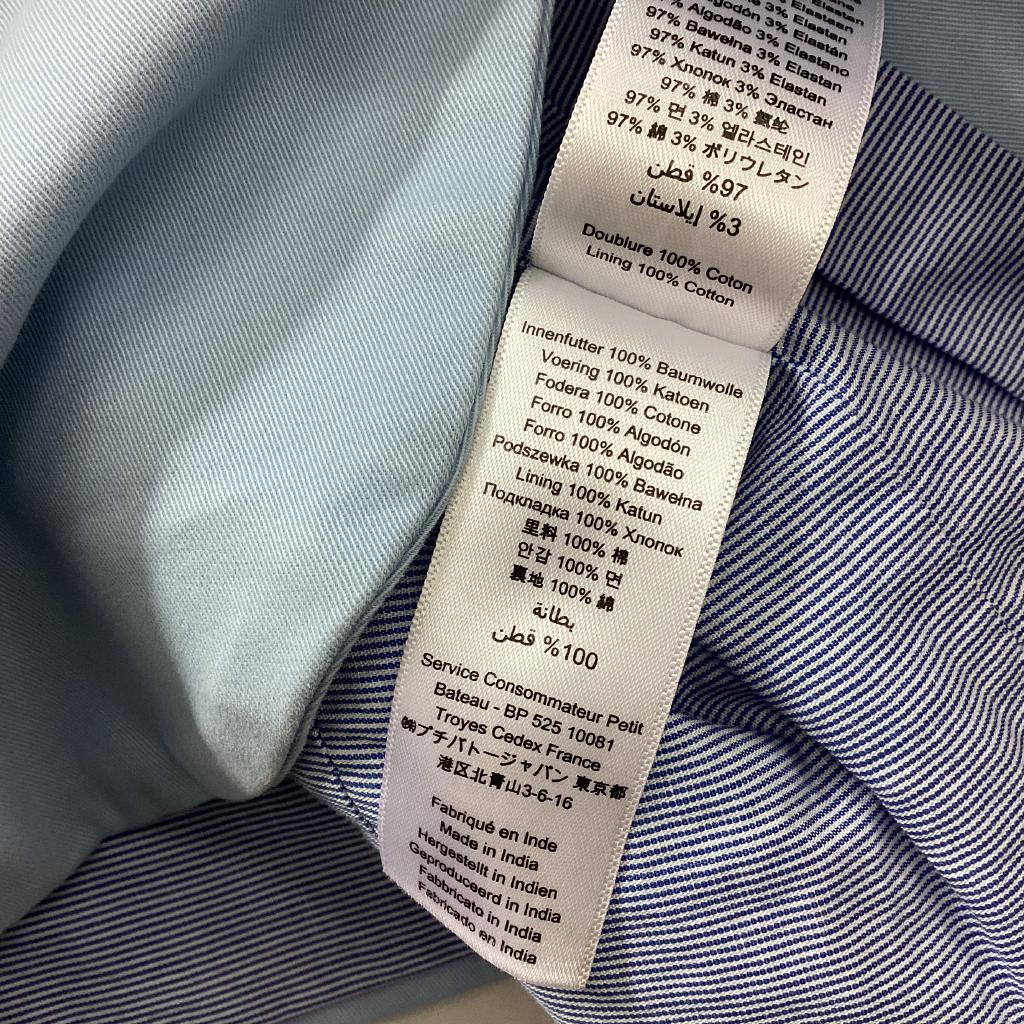 3% Elastaan
3% Elastan
Algodón 3% Elastán
97% Algodão 3% Elastano
97% Bawełna 3% Elastan
97% Katun 3% Elastan
97% Хлопок 3% Эластан
97% 棉 3% 氨纶
97% 면 3% 엘라스테인
97% 綿 3% ポリウレタン
97% قطن
3% إيلاستان
Doublure 100% Coton
Lining 100% Cotton
Innenfutter 100% Baumwolle
Voering 100% Katoen
Fodera 100% Cotone
Forro 100% Algodón
Forro 100% Algodão
Podszewka 100% Bawełna
Lining 100% Katun
Подкладка 100% Хлопок
里料 100% 棉
안감 100% 면
裏地 100% 綿
بطانة
100% قطن
Service Consommateur Petit
Bateau - BP 525 10081
Troyes Cedex France
㈱プチバトージャパン 東京都
港区北青山3-6-16
Fabriqué en Inde
Made in India
Hergestellt in Indien
Geproduceerd in India
Fabbricato in India
Fabricado en India